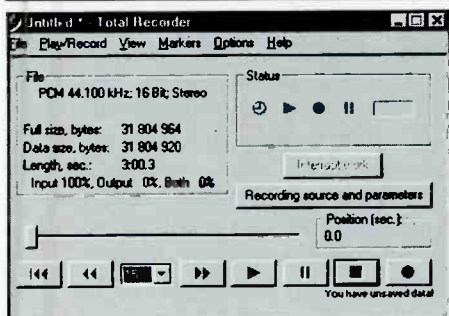 Untitled * - Total Recorder
File Play/Record View Markers Options Help
File
PCM 44.100 kHz; 16 Bit; Stereo
Full size, bytes: 31 804 964
Data size, bytes: 31 804 920
Length, sec.: 3:00.3
Input 100%, Output 0%, Both 0%
Status
Interrupt work
Recording source and parameters
Position (sec.):
0.0
You have unsaved data!